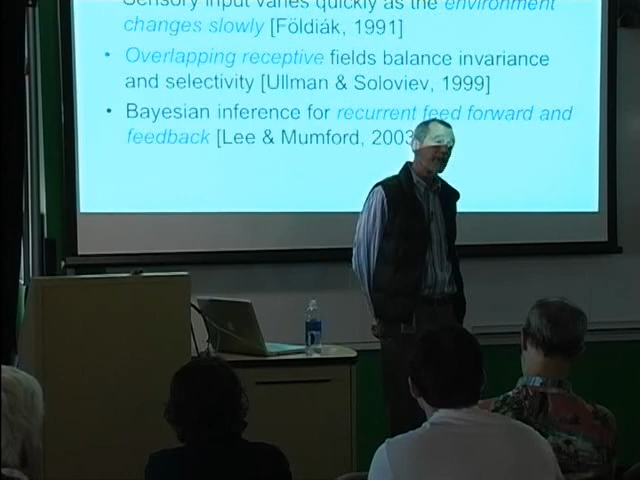 Sensory input varies quickly as the environment
changes slowly [Földiák, 1991]
• Overlapping receptive fields balance invariance
and selectivity [Ullman & Soloviev, 1999]
• Bayesian inference for recurrent feed forward and
feedback [Lee & Mumford, 2003